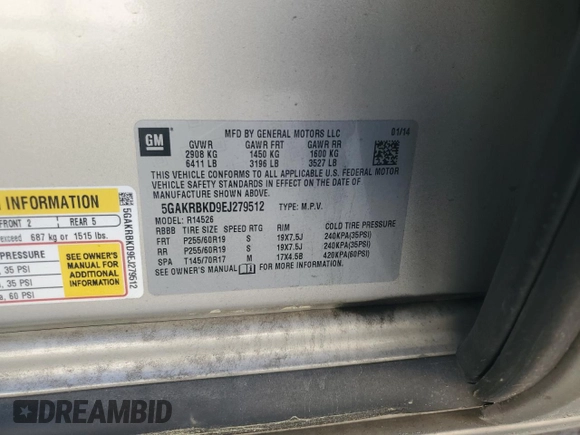 GM
MFD BY GENERAL MOTORS LLC 01/14
GVWR GAWR FRT GAWR RR
2908 KG 1450 KG 1600 KG
6411 LB 3196 LB 3527 LB
THIS VEHICLE CONFORMS TO ALL APPLICABLE U.S. FEDERAL MOTOR
VEHICLE SAFETY STANDARDS IN EFFECT ON THE DATE OF
MANUFACTURE SHOWN ABOVE.
5GAKRBKD9EJ279512 TYPE: M.P.V.
MODEL: R14526
RBBB TIRE SIZE SPEED RTG RIM COLD TIRE PRESSURE
FRT P255/60R19 S 19X7.5J 240KPA(35PSI)
RR P255/60R19 S 19X7.5J 240KPA(35PSI)
SPA T145/70R17 M 17X4.5B 420KPA(60PSI)
SEE OWNER'S MANUAL FOR MORE INFORMATION.
INFORMATION
FRONT 2 REAR 5
exceed 687 kg or 1515 lbs.
PRESSURE
, 35 PSI
. 35 PSI
a. 60 PSI
SEE OWNER'S
MANUAL FOR
ADDITIONAL
INFORMATION
5GAKRBKD9EJ279512
DREAMBID